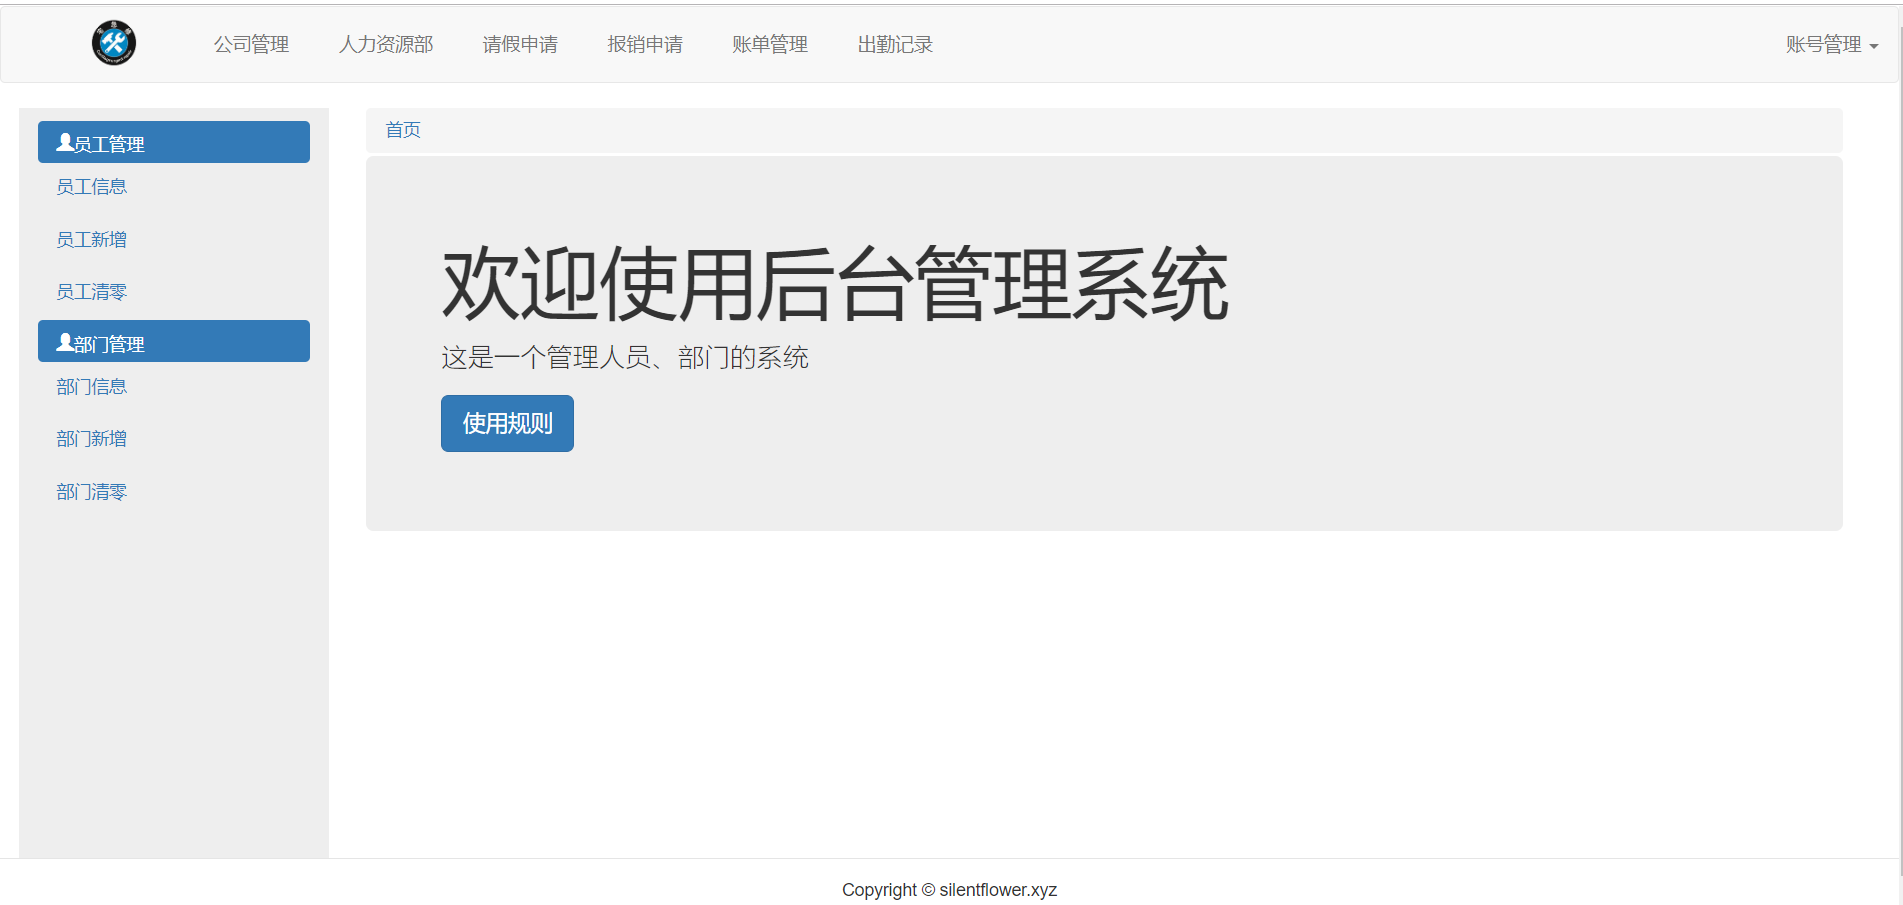 公司管理 人力资源部 请假申请 报销申请 账单管理 出勤记录 账号管理
员工管理
员工信息
员工新增
员工清零
部门管理
部门信息
部门新增
部门清零
首页
欢迎使用后台管理系统
这是一个管理人员、部门的系统
使用规则
Copyright © silentflower.xyz